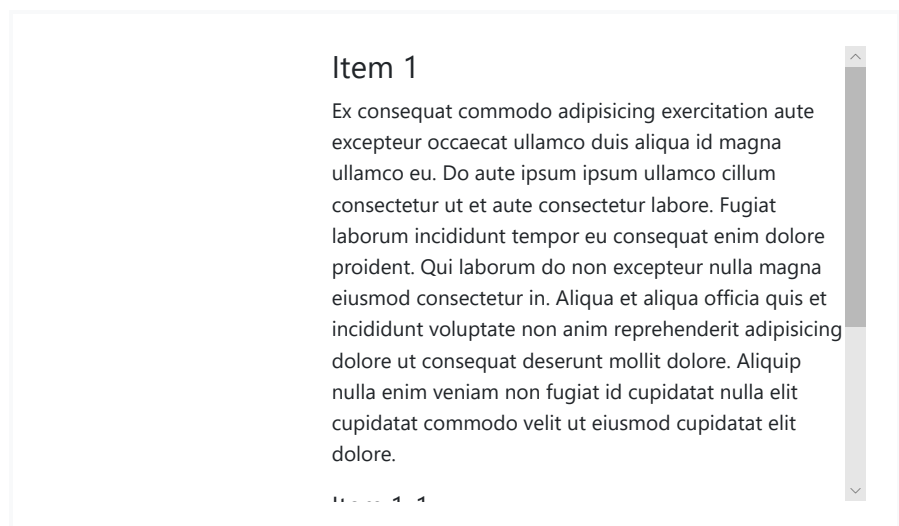 Item 1
Ex consequat commodo adipisicing exercitation aute
excepteur occaecat ullamco duis aliqua id magna
ullamco eu. Do aute ipsum ipsum ullamco cillum
consectetur ut et aute consectetur labore. Fugiat
laborum incididunt tempor eu consequat enim dolore
proident. Qui laborum do non excepteur nulla magna
eiusmod consectetur in. Aliqua et aliqua officia quis et
incididunt voluptate non anim reprehenderit adipisicing
dolore ut consequat deserunt mollit dolore. Aliquip
nulla enim veniam non fugiat id cupidatat nulla elit
cupidatat commodo velit ut eiusmod cupidatat elit
dolore.
Item 1-1